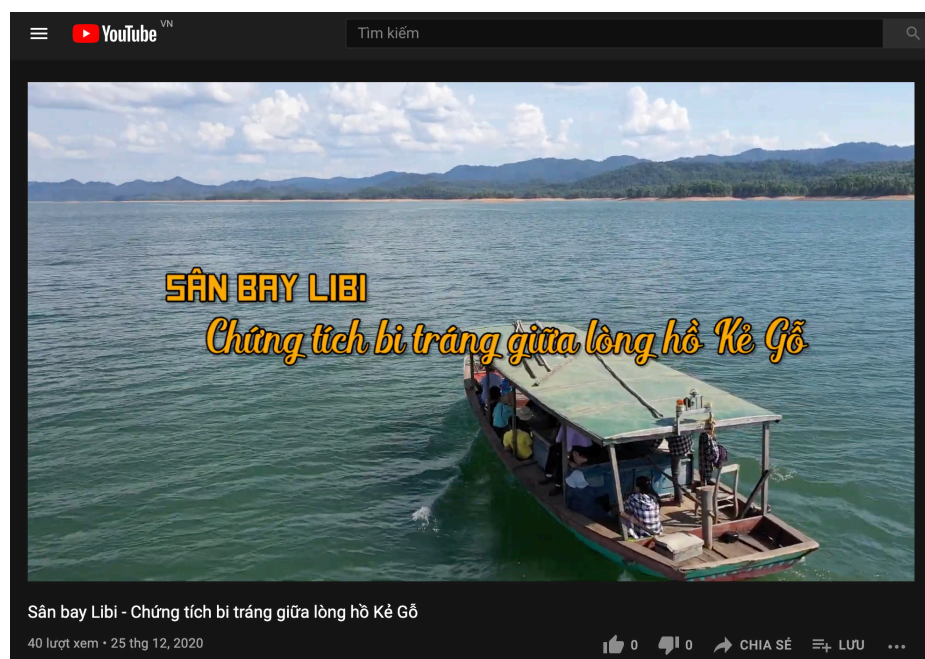 YouTube VN
Tìm kiếm
SÂN BAY LIBI
Chứng tích bi tráng giữa lòng hồ Kẻ Gỗ
Sân bay Libi - Chứng tích bi tráng giữa lòng hồ Kẻ Gỗ
40 lượt xem • 25 thg 12, 2020
0 0 CHIA SẺ LƯU